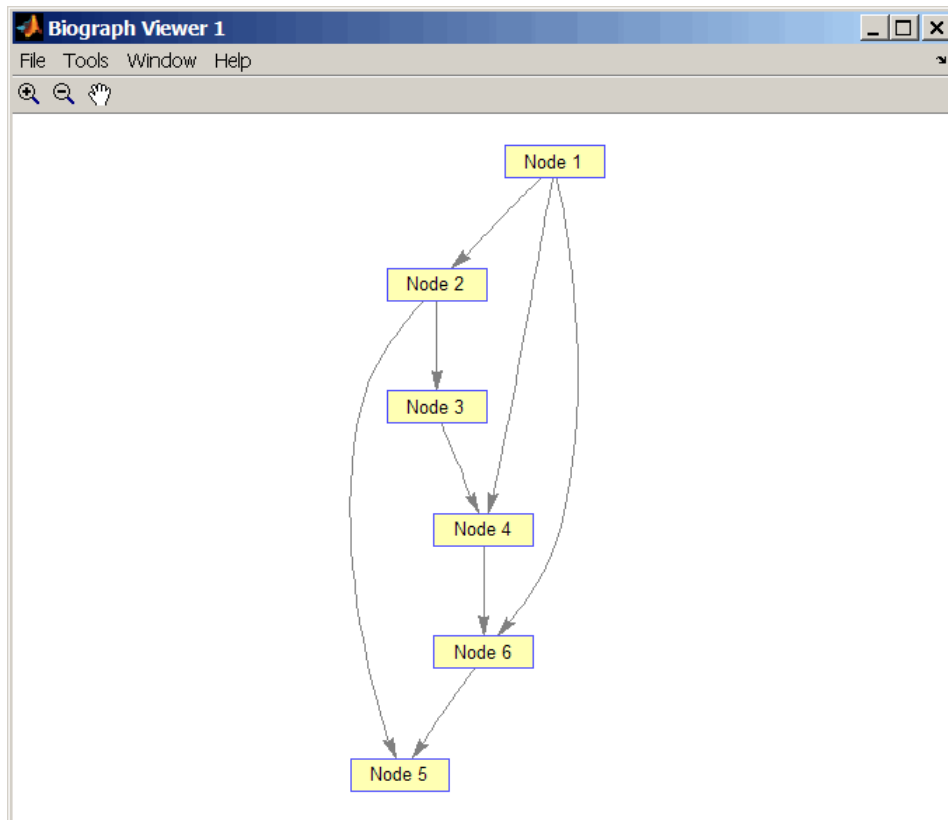 Biograph Viewer 1
File Tools Window Help
Node 1
Node 2
Node 3
Node 4
Node 6
Node 5